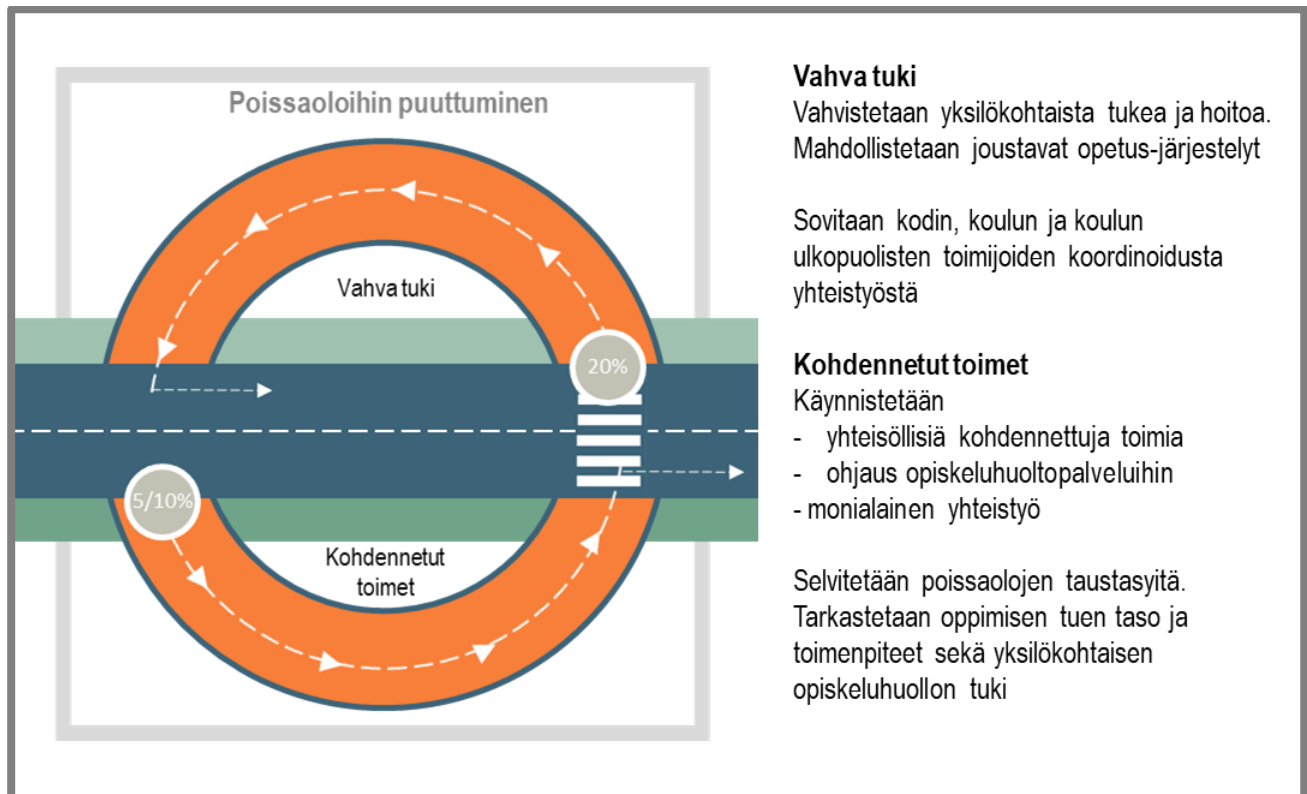 Poissaoloihin puuttuminen
Vahva tuki
20%
5/10%
Kohdennetut
toimet
Vahva tuki
Vahvistetaan yksilökohtaista tukea ja hoitoa.
Mahdollistetaan joustavat opetus-järjestelyt
Sovitaan kodin, koulun ja koulun
ulkopuolisten toimijoiden koordinoidusta
yhteistyöstä
Kohdennetut toimet
Käynnistetään
- yhteisöllisiä kohdennettuja toimia
- ohjaus opiskeluhuoltopalveluihin
- monialainen yhteistyö
Selvitetään poissaolojen taustasyitä.
Tarkastetaan oppimisen tuen taso ja
toimenpiteet sekä yksilökohtaisen
opiskeluhuollon tuki